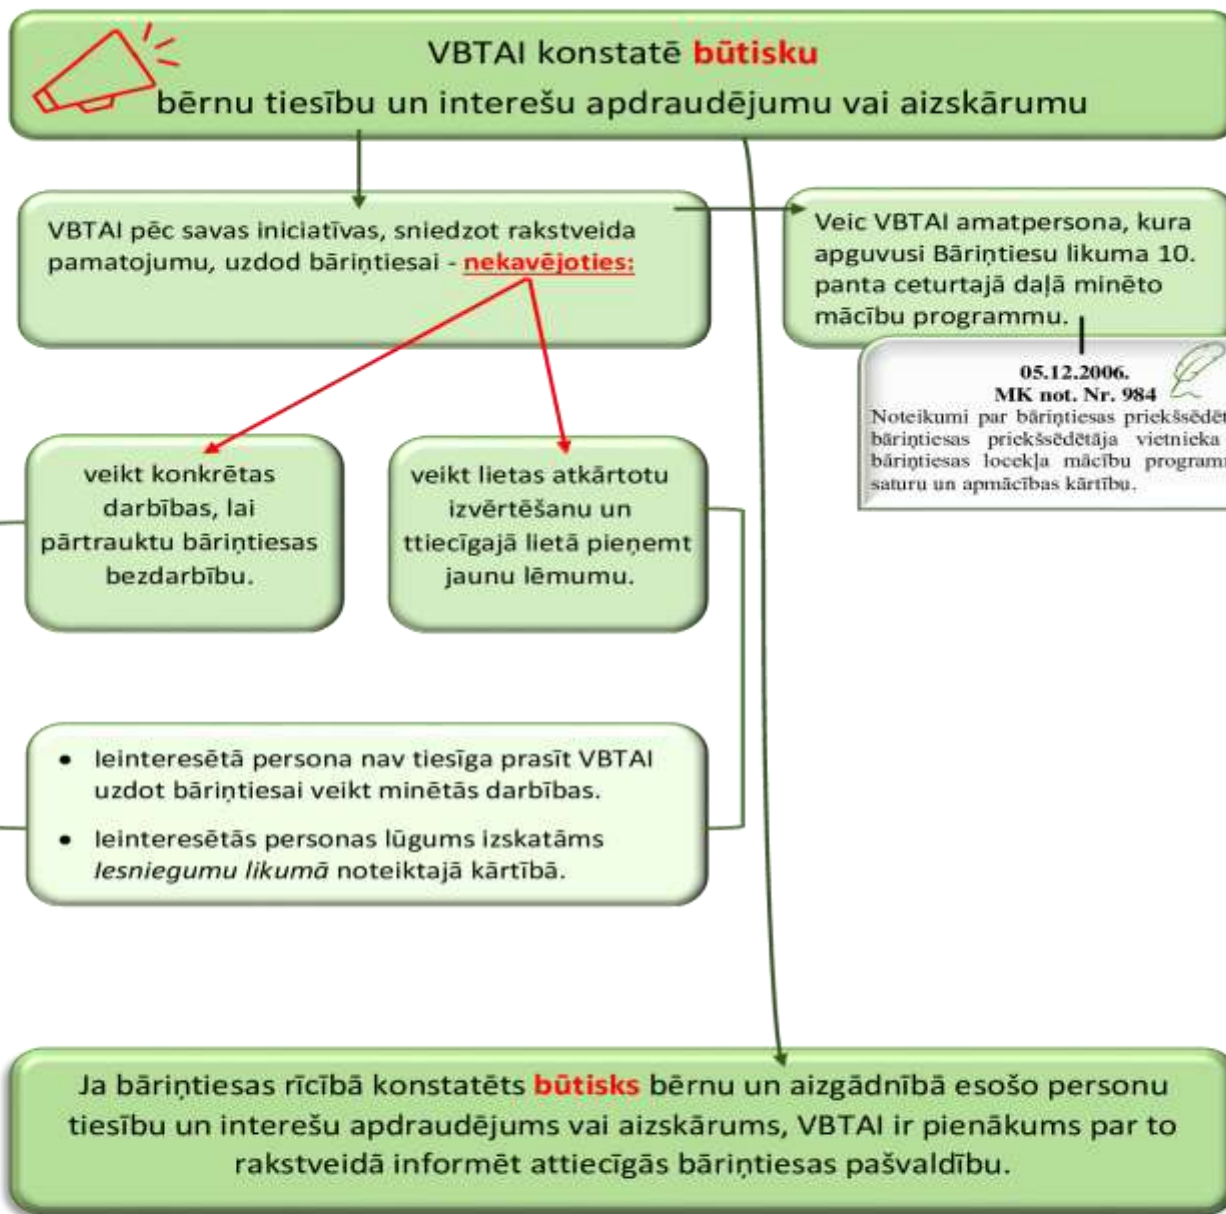 VBTAI konstatē būtisku
bērnu tiesību un interešu apdraudējumu vai aizskārumu
VBTAI pēc savas iniciatīvas, sniedzot rakstveida
pamatojumu, uzdod bāriņtiesai - nekavējoties:
Veic VBTAI amatpersona, kura
apguvusi Bāriņtiesu likuma 10.
panta ceturtajā daļā minēto
mācību programmu.
05.12.2006.
MK not. Nr. 984
Noteikumi par bāriņtiesas priekšsēdēt
bāriņtiesas priekšsēdētāja vietnieka
bāriņtiesas locekļa mācību program
saturu un apmācības kārtību.
veikt konkrētas
darbības, lai
pārtrauktu bāriņtiesas
bezdarbību.
veikt lietas atkārtotu
izvērtēšanu un
ttiecīgajā lietā pieņemt
jaunu lēmumu.
• Ieinteresētā persona nav tiesīga prasīt VBTAI
uzdot bāriņtiesai veikt minētās darbības.
• Ieinteresētās personas lūgums izskatāms
Iesniegumu likumā noteiktajā kārtībā.
Ja bāriņtiesas rīcībā konstatēts būtisks bērnu un aizgādnībā esošo personu
tiesību un interešu apdraudējums vai aizskārums, VBTAI ir pienākums par to
rakstveidā informēt attiecīgās bāriņtiesas pašvaldību.